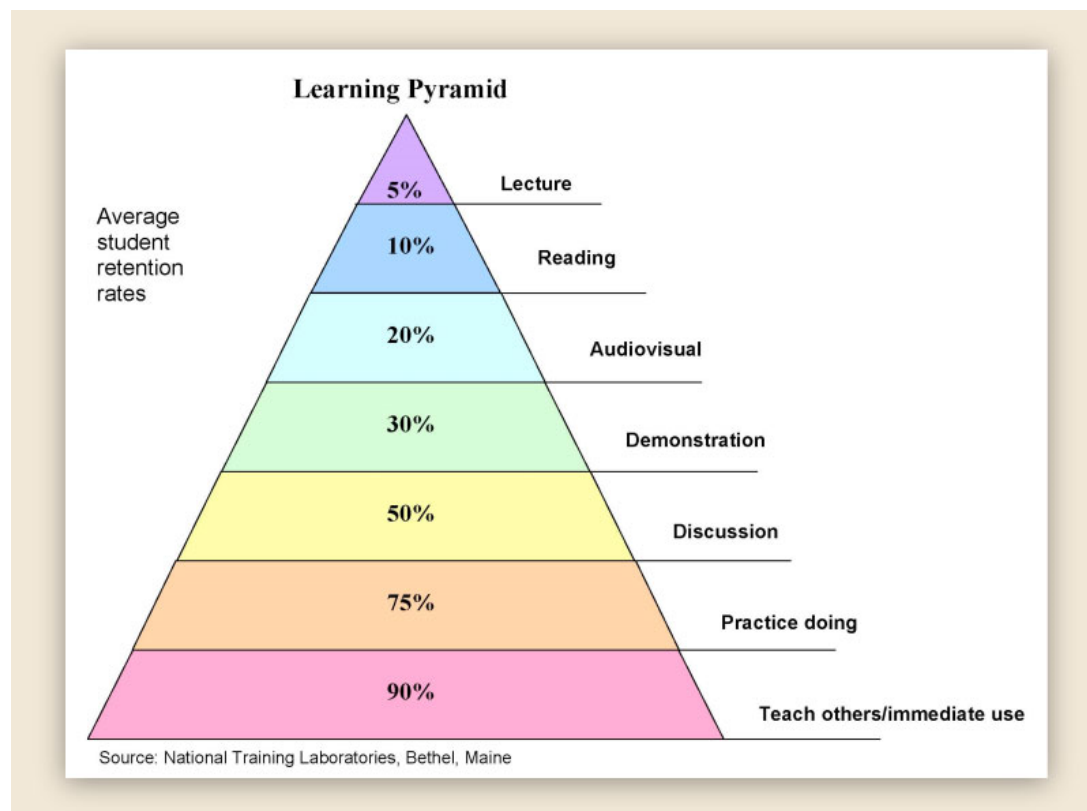 Learning Pyramid
Average
student
retention
rates
5%
Lecture
10%
Reading
20%
Audiovisual
30%
Demonstration
50%
Discussion
75%
Practice doing
90%
Teach others/immediate use
Source: National Training Laboratories, Bethel, Maine